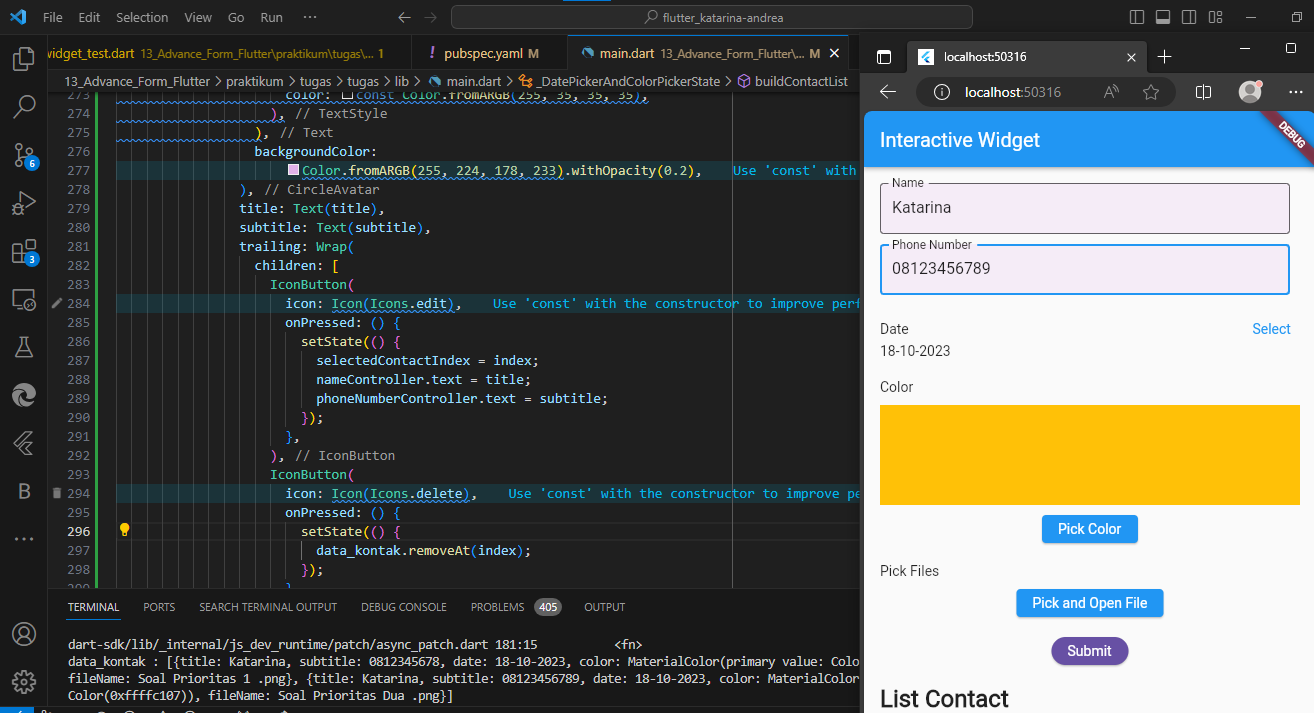 File Edit Selection View Go Run ···
flutter_katarina-andrea
widget_test.dart 13_Advance_Form_Flutter\praktikum\tugas\... 1
pubspec.yaml M
main.dart 13_Advance_Form_Flutter\... M
13_Advance_Form_Flutter > praktikum > tugas > tugas > lib > main.dart > _DatePickerAndColorPickerState > buildContactList
273 color: const Color.fromARGB(255, 35, 35, 35),
274 ), // TextStyle
275 ), // Text
276 backgroundColor:
277 Color.fromARGB(255, 224, 178, 233).withOpacity(0.2), Use 'const' with
278 ), // CircleAvatar
279 title: Text(title),
280 subtitle: Text(subtitle),
281 trailing: Wrap(
282 children: [
283 IconButton(
284 icon: Icon(Icons.edit), Use 'const' with the constructor to improve perf
285 onPressed: () {
286 setState(() {
287 selectedContactIndex = index;
288 nameController.text = title;
289 phoneNumberController.text = subtitle;
290 });
291 },
292 ), // IconButton
293 IconButton(
294 icon: Icon(Icons.delete), Use 'const' with the constructor to improve pe
295 onPressed: () {
296 setState(() {
297 data_kontak.removeAt(index);
298 });
299 }
6
3
B
TERMINAL PORTS SEARCH TERMINAL OUTPUT DEBUG CONSOLE PROBLEMS 405 OUTPUT
dart-sdk/lib/_internal/js_dev_runtime/patch/async_patch.dart 181:15 <fn>
data_kontak : [{title: Katarina, subtitle: 0812345678, date: 18-10-2023, color: MaterialColor(primary value: Colo
fileName: Soal Prioritas 1 .png}, {title: Katarina, subtitle: 08123456789, date: 18-10-2023, color: MaterialColor
Color(0xffffc107)), fileName: Soal Prioritas Dua .png}]
localhost:50316
localhost:50316
Interactive Widget
DEBUG
Name
Katarina
Phone Number
08123456789
Date
Select
18-10-2023
Color
Pick Color
Pick Files
Pick and Open File
Submit
List Contact